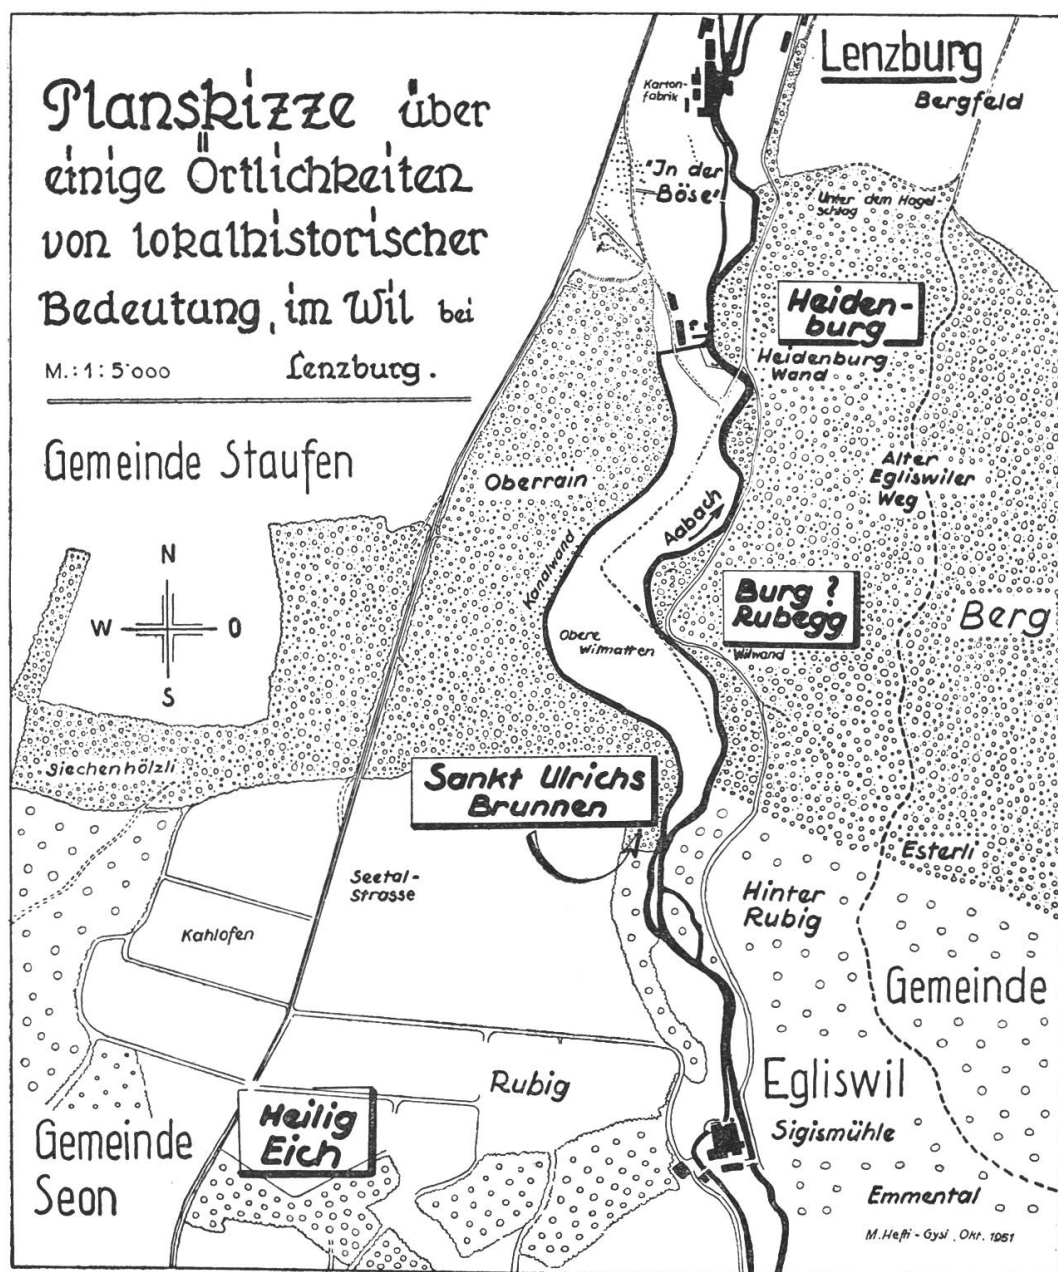 Planskizze über
einige Örtlichkeiten
von lokalhistorischer
Bedeutung, im Wil bei
M.:1:5'000 Lenzburg.
Lenzburg
Bergfeld
Karton-
fabrik
"In der
Böse"
Unter dem Hagel-
schlag
Heiden-
burg
Heidenburg
Wand
Gemeinde Staufen
Oberrain
Alter
Egliswiler
Weg
Aabach
Kanalwand
N
W O
S
Burg ?
Rubegg
Wilwand
Berg
Obere
Wilmatten
Siechenhölzli
Sankt Ulrichs
Brunnen
Esterli
Seetal-
Strasse
Hinter
Rubig
Kahlofen
Gemeinde
Egliswil
Rubig
Heilig
Eich
Gemeinde
Seon
Sigismühle
Emmental
M. Hefti - Gysi, Okt. 1951